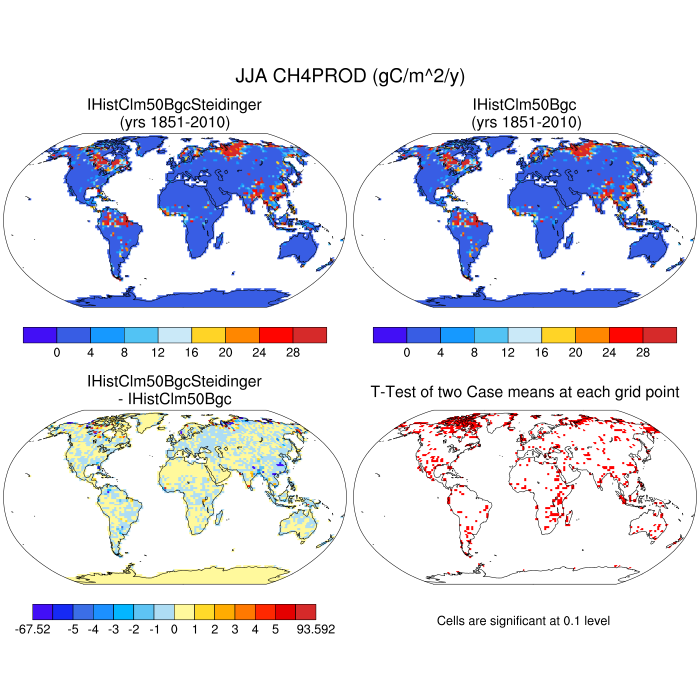 JJA CH4PROD (gC/m^2/y)
IHistClm50BgcSteidinger
(yrs 1851-2010)
IHistClm50Bgc
(yrs 1851-2010)
0 4 8 12 16 20 24 28
0 4 8 12 16 20 24 28
IHistClm50BgcSteidinger
- IHistClm50Bgc
T-Test of two Case means at each grid point
-67.52 -5 -4 -3 -2 -1 0 1 2 3 4 5 93.592
Cells are significant at 0.1 level